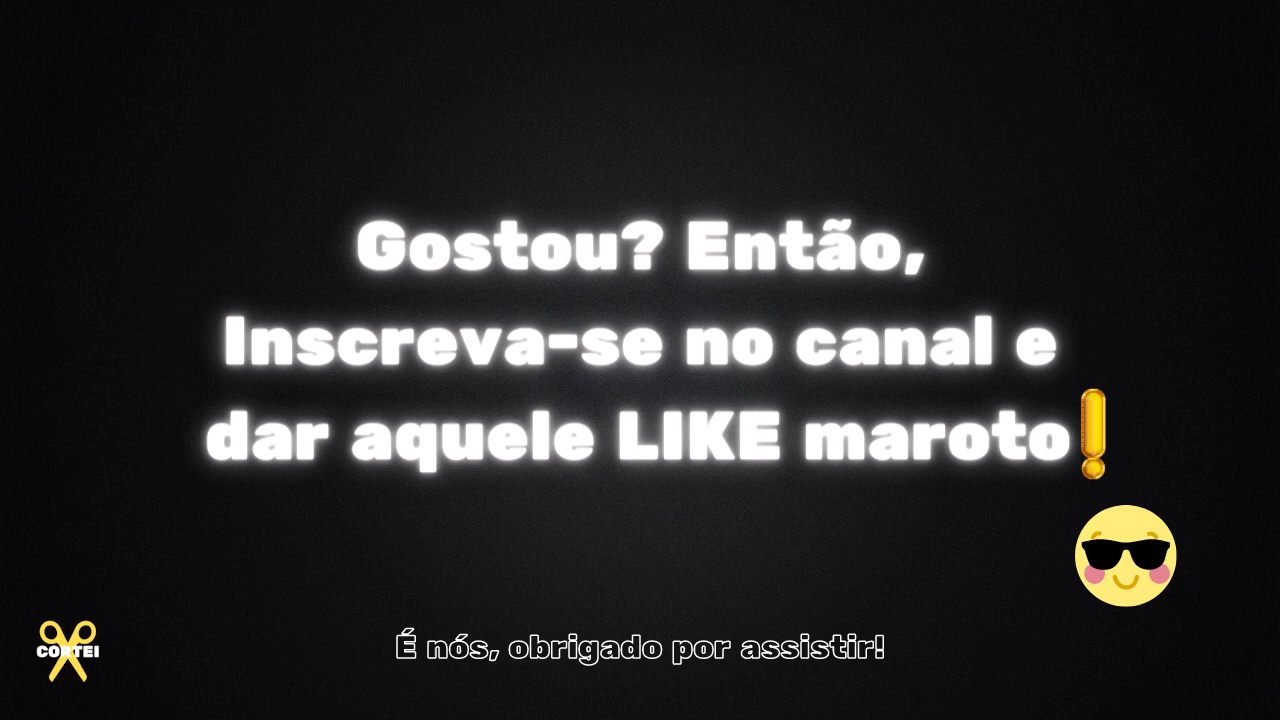 Gostou? Então,
Inscreva-se no canal e
dar aquele LIKE maroto!
É nós, obrigado por assistir!
CORTEI